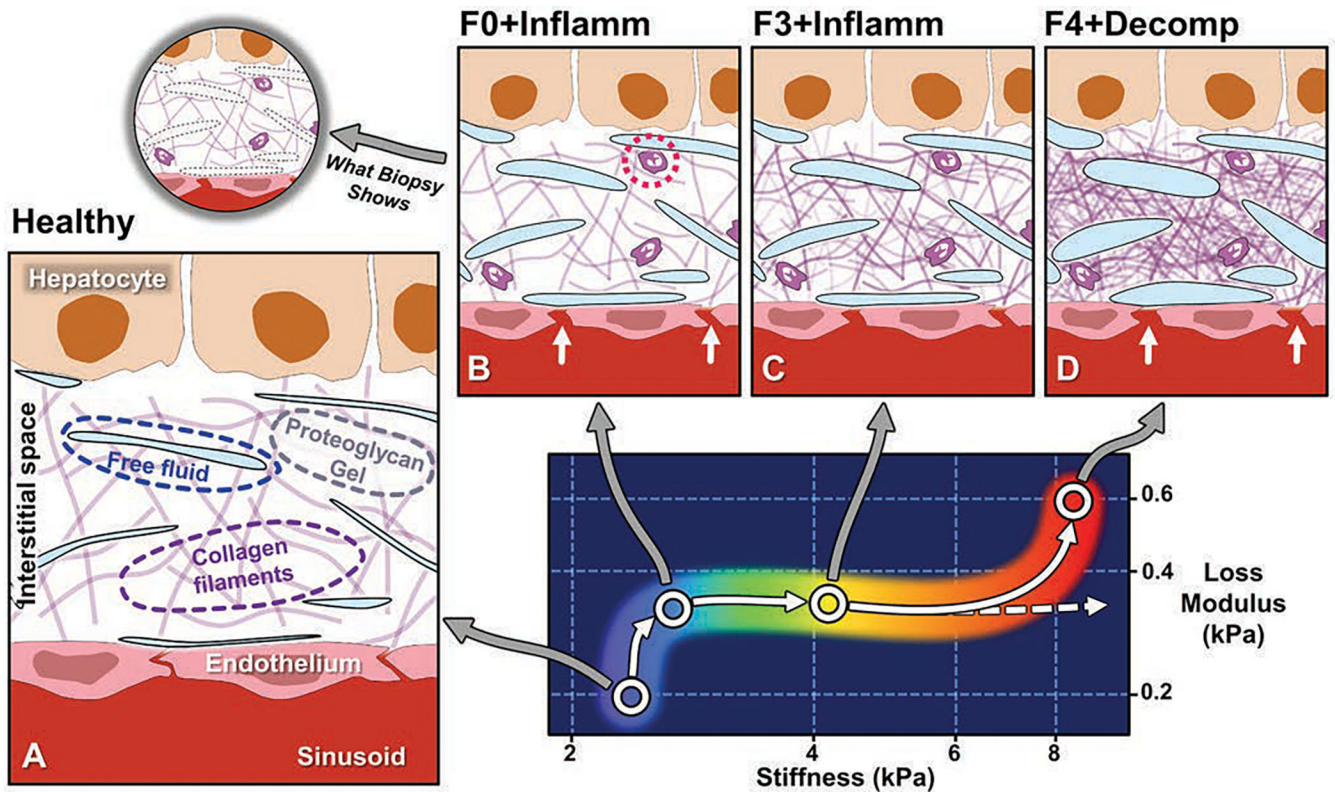 F0+Inflamm
F3+Inflamm
F4+Decomp
What Biopsy
Shows
Healthy
Hepatocyte
Interstitial space
Free fluid
Proteoglycan
Gel
Collagen
filaments
Endothelium
Sinusoid
A
B
C
D
0.6
0.4
0.2
Loss
Modulus
(kPa)
2
4
6
8
Stiffness (kPa)